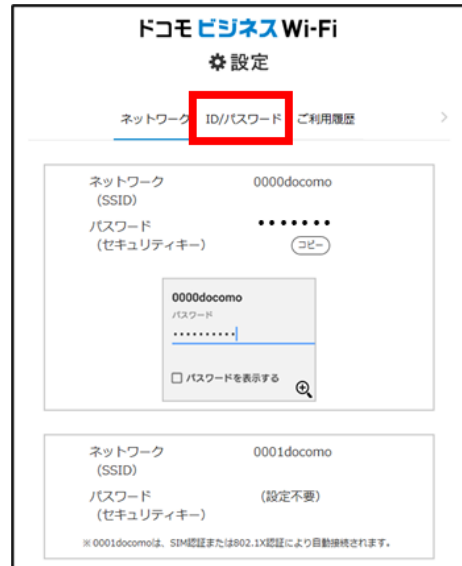 ドコモ ビジネス Wi-Fi
設定
ネットワーク ID/パスワード ご利用履歴
ネットワーク 0000docomo
(SSID)
パスワード •••••••
(セキュリティキー) コピー
0000docomo
パスワード
••••••••••
パスワードを表示する
ネットワーク 0001docomo
(SSID)
パスワード (設定不要)
(セキュリティキー)
※0001docomoは、SIM認証または802.1X認証により自動接続されます。